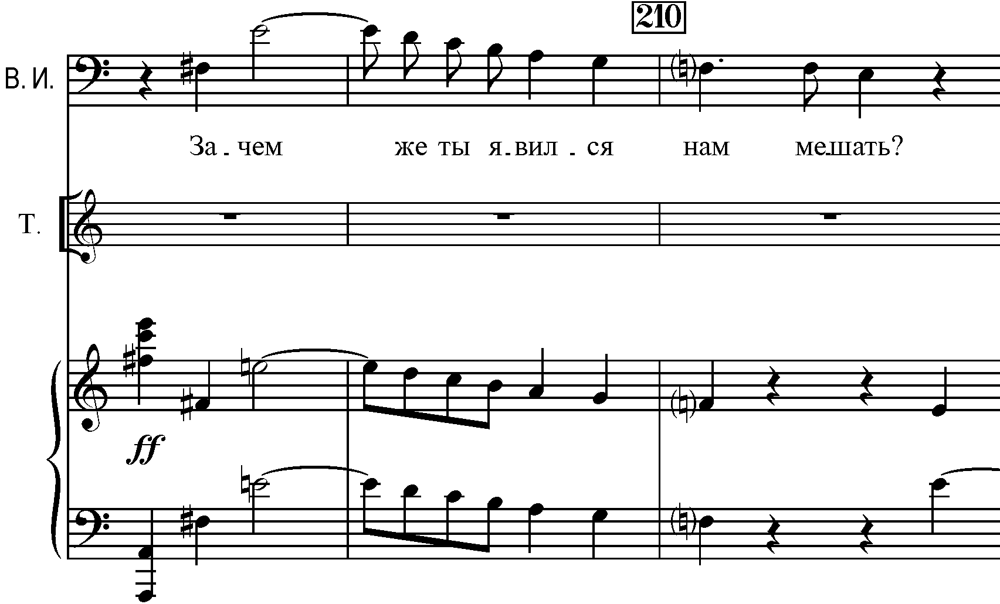 210
В. И.
За - чем же ты я - вил - ся нам ме - шать?
Т.
ff